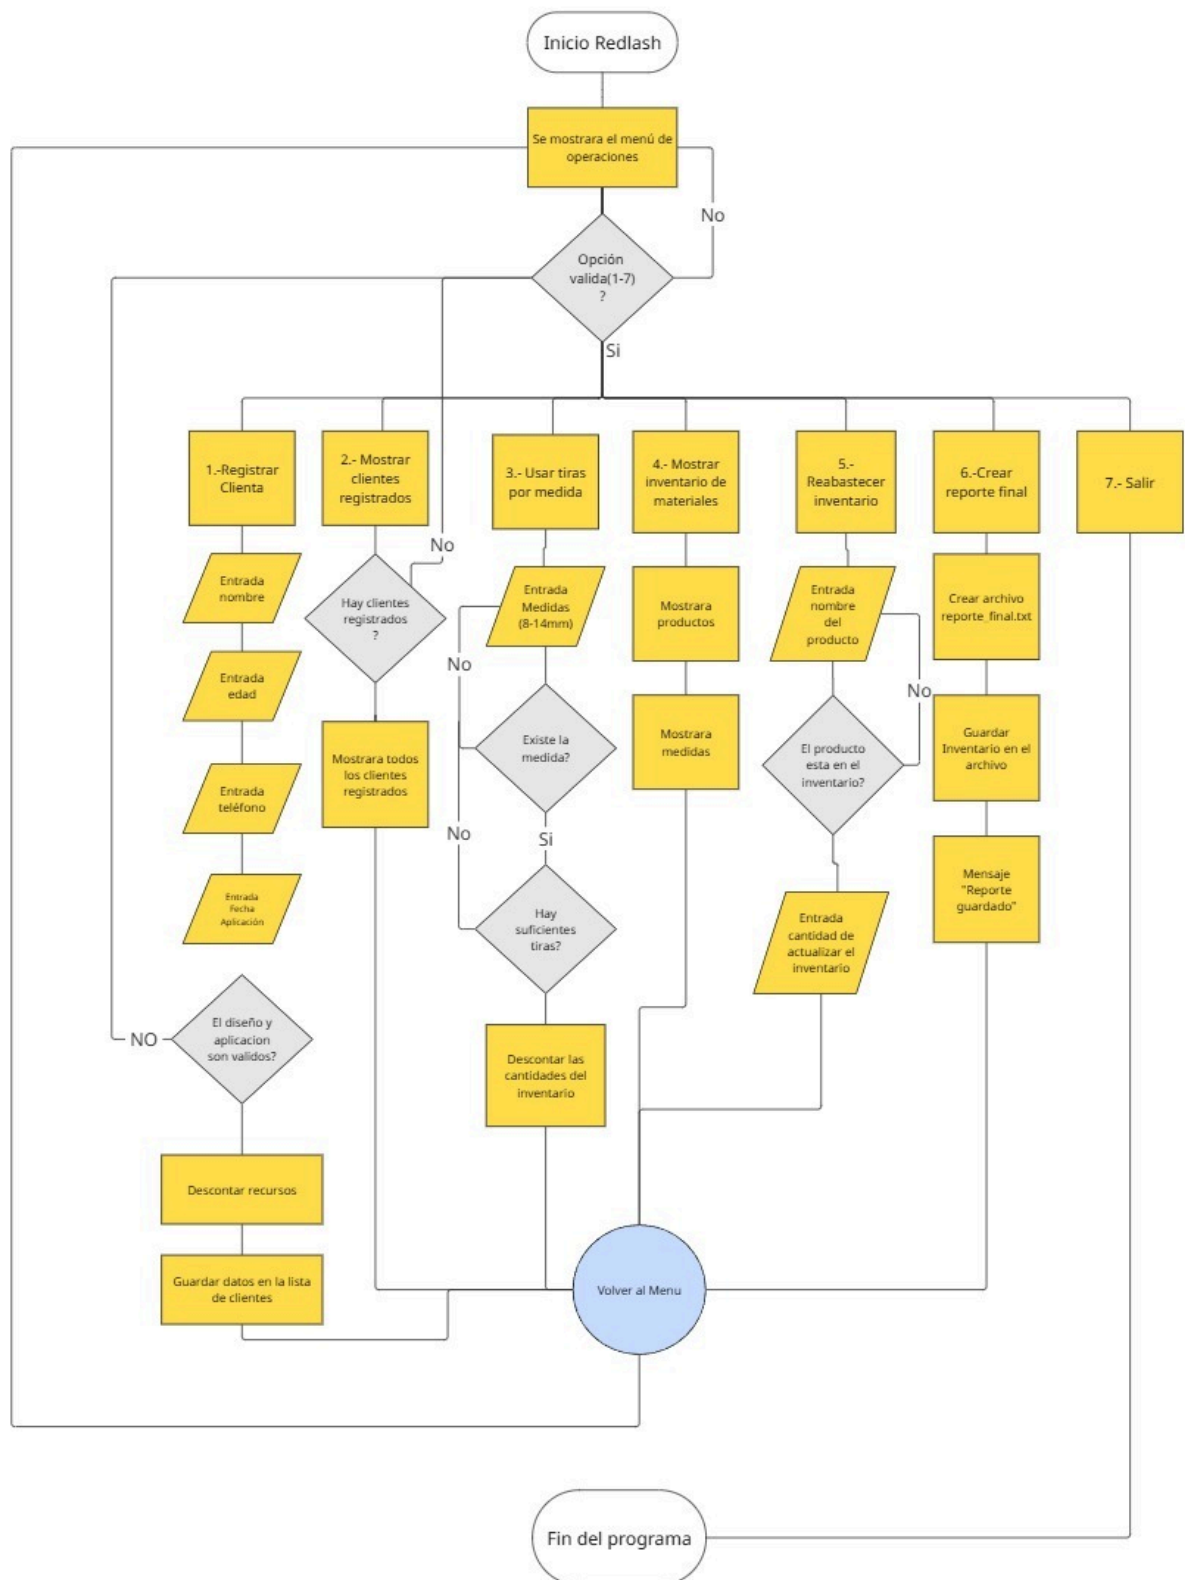 Inicio Redlash
Se mostrara el menú de
operaciones
No
Opción
valida(1-7)
?
Si
1.-Registrar
Clienta
2.- Mostrar
clientes
registrados
3.- Usar tiras
por medida
4.- Mostrar
inventario de
materiales
5.-
Reabastecer
inventario
6.-Crear
reporte final
7.- Salir
No
Entrada
nombre
Hay clientes
registrados
?
Entrada
Medidas
(8-14mm)
Mostrara
productos
Entrada
nombre
del
producto
Crear archivo
reporte_final.txt
Entrada
edad
No
No
Mostrara todos
los clientes
registrados
Existe la
medida?
Mostrara
medidas
El producto
esta en el
inventario?
Guardar
Inventario en el
archivo
Entrada
teléfono
No
Si
Entrada
Fecha
Aplicación
Hay
suficientes
tiras?
Entrada
cantidad de
actualizar el
inventario
Mensaje
"Reporte
guardado"
NO
El diseño y
aplicacion
son validos?
Descontar las
cantidades del
inventario
Descontar recursos
Guardar datos en la lista
de clientes
Volver al Menu
Fin del programa